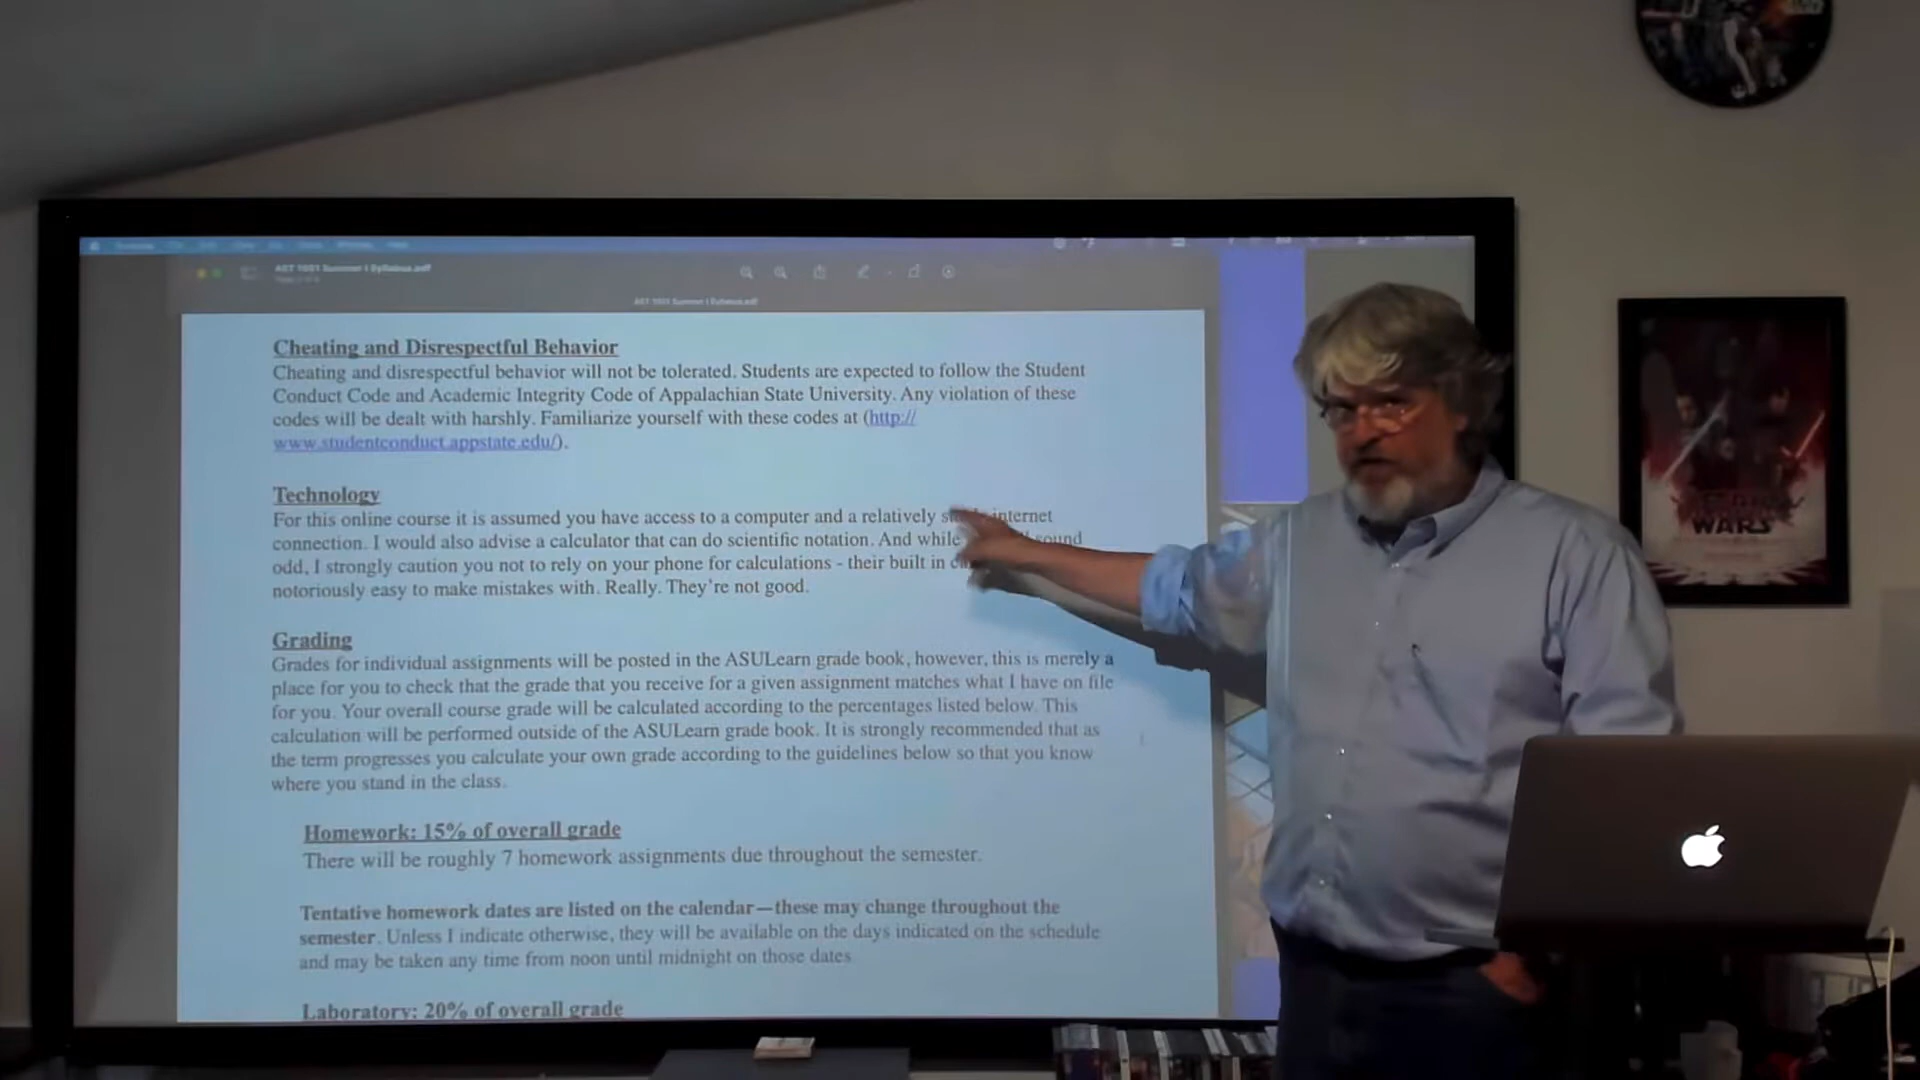 AST 1001 Summer I Syllabus.pdf
AST 1001 Summer I Syllabus.pdf
Cheating and Disrespectful Behavior
Cheating and disrespectful behavior will not be tolerated. Students are expected to follow the Student
Conduct Code and Academic Integrity Code of Appalachian State University. Any violation of these
codes will be dealt with harshly. Familiarize yourself with these codes at (http://
www.studentconduct.appstate.edu/).
Technology
For this online course it is assumed you have access to a computer and a relatively internet
connection. I would also advise a calculator that can do scientific notation. And while sound
odd, I strongly caution you not to rely on your phone for calculations - their built in
notoriously easy to make mistakes with. Really. They're not good.
Grading
Grades for individual assignments will be posted in the ASULearn grade book, however, this is merely a
place for you to check that the grade that you receive for a given assignment matches what I have on file
for you. Your overall course grade will be calculated according to the percentages listed below. This
calculation will be performed outside of the ASULearn grade book. It is strongly recommended that as
the term progresses you calculate your own grade according to the guidelines below so that you know
where you stand in the class.
Homework: 15% of overall grade
There will be roughly 7 homework assignments due throughout the semester.
Tentative homework dates are listed on the calendar—these may change throughout the
semester. Unless I indicate otherwise, they will be available on the days indicated on the schedule
and may be taken any time from noon until midnight on those dates
Laboratory: 20% of overall grade
WARS